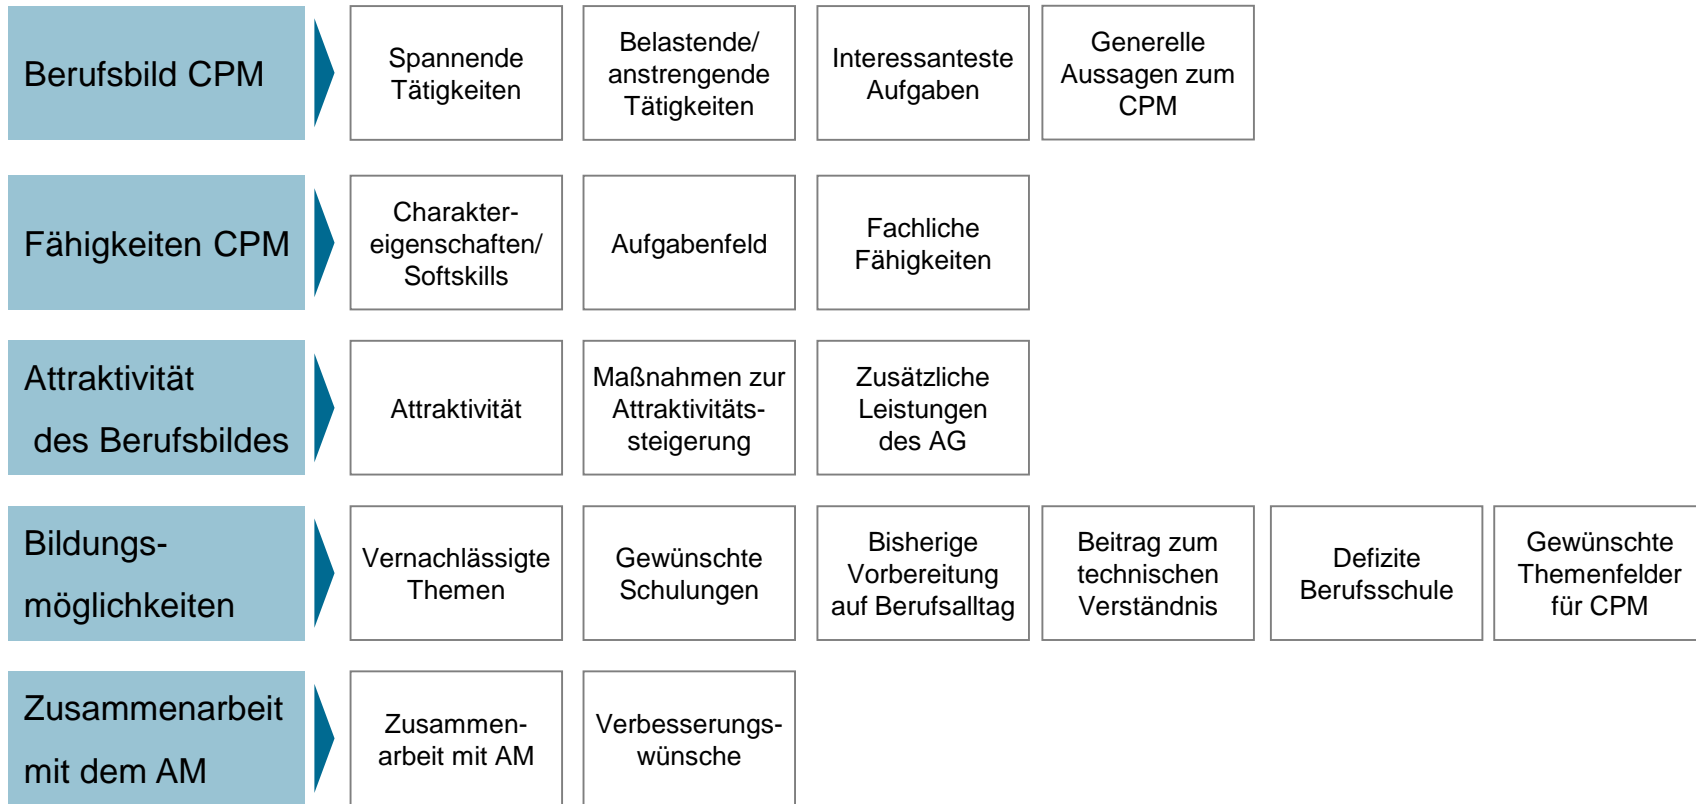 Berufsbild CPM
Spannende
Tätigkeiten
Belastende/
anstrengende
Tätigkeiten
Interessanteste
Aufgaben
Generelle
Aussagen zum
CPM
Fähigkeiten CPM
Charakter-
eigenschaften/
Softskills
Aufgabenfeld
Fachliche
Fähigkeiten
Attraktivität
des Berufsbildes
Attraktivität
Maßnahmen zur
Attraktivitäts-
steigerung
Zusätzliche
Leistungen
des AG
Bildungs-
möglichkeiten
Vernachlässigte
Themen
Gewünschte
Schulungen
Bisherige
Vorbereitung
auf Berufsalltag
Beitrag zum
technischen
Verständnis
Defizite
Berufsschule
Gewünschte
Themenfelder
für CPM
Zusammenarbeit
mit dem AM
Zusammen-
arbeit mit AM
Verbesserungs-
wünsche